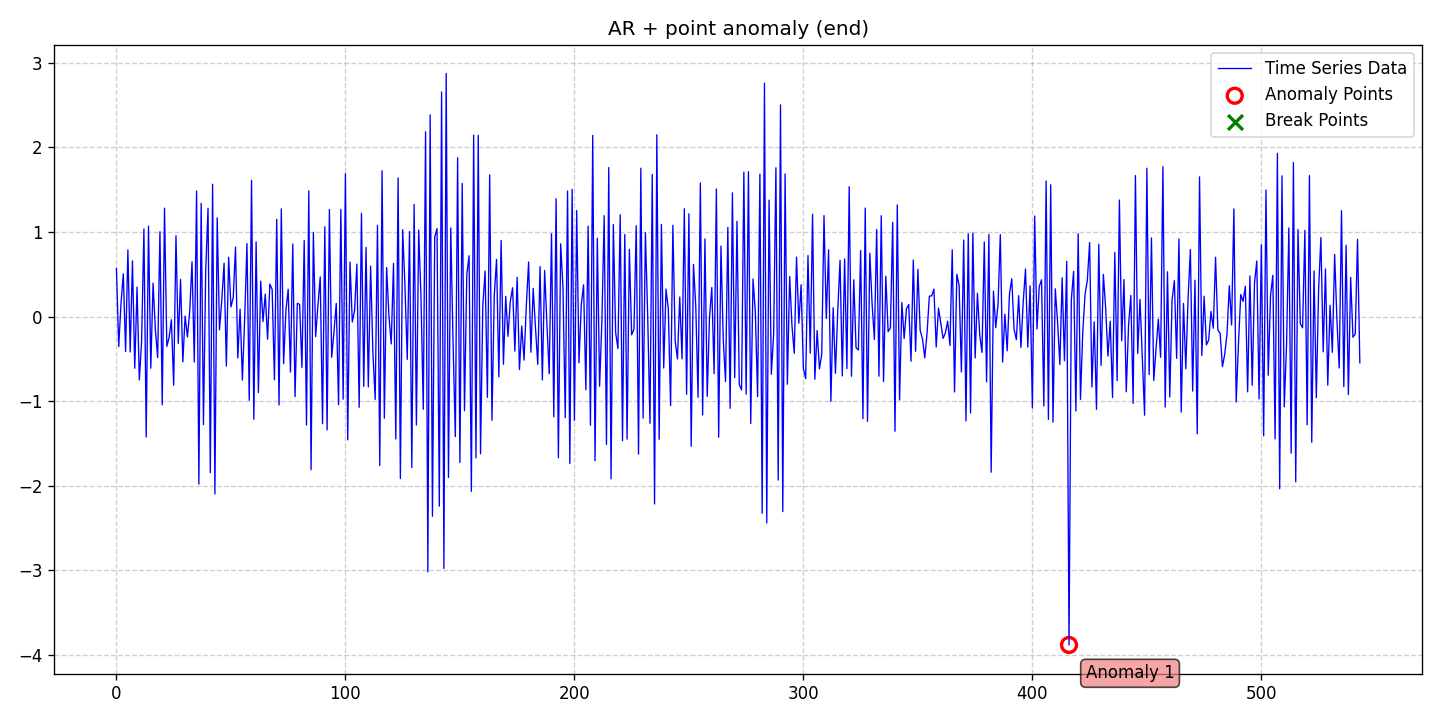 AR + point anomaly (end)
Time Series Data
Anomaly Points
Break Points
3
2
1
0
−1
−2
−3
−4
Anomaly 1
0 100 200 300 400 500